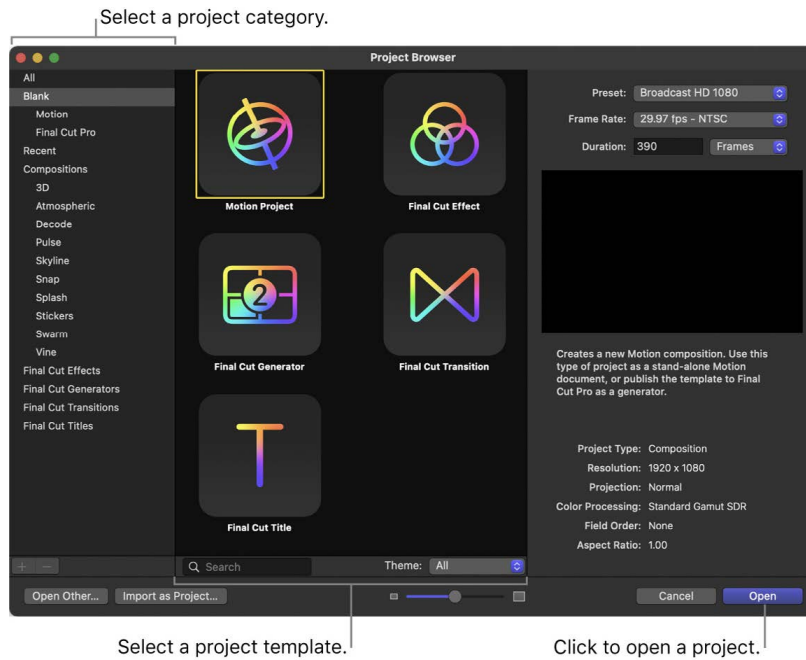 Select a project category.
Project Browser
All
Blank
Motion
Final Cut Pro
Recent
Compositions
3D
Atmospheric
Decode
Pulse
Skyline
Snap
Splash
Stickers
Swarm
Vine
Final Cut Effects
Final Cut Generators
Final Cut Transitions
Final Cut Titles
Motion Project
Final Cut Effect
2
Final Cut Generator
Final Cut Transition
T
Final Cut Title
Search
Theme: All
Preset: Broadcast HD 1080
Frame Rate: 29.97 fps - NTSC
Duration: 390 Frames
Creates a new Motion composition. Use this
type of project as a stand-alone Motion
document, or publish the template to Final
Cut Pro as a generator.
Project Type: Composition
Resolution: 1920 x 1080
Projection: Normal
Color Processing: Standard Gamut SDR
Field Order: None
Aspect Ratio: 1.00
Open Other... Import as Project...
Cancel Open
Select a project template.
Click to open a project.